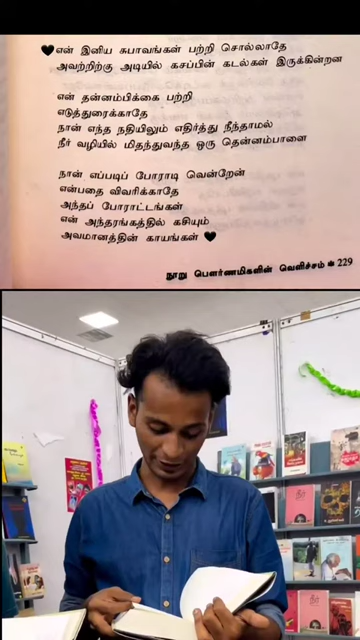 🖤என் இனிய சுபாவங்கள் பற்றி சொல்லாதே
அவற்றிற்கு அடியில் கசப்பின் கடல்கள் இருக்கின்றன
என் தன்னம்பிக்கை பற்றி
எடுத்துரைக்காதே
நான் எந்த நதியிலும் எதிர்த்து நீந்தாமல்
நீர் வழியில் மிதந்துவந்த ஒரு தென்னம்பாளை
நான் எப்படிப் போராடி வென்றேன்
என்பதை விவரிக்காதே
அந்தப் போராட்டங்கள்
என் அந்தரங்கத்தில் கசியும்
அவமானத்தின் காயங்கள் 🖤
நூறு பௌர்ணமிகளின் வெளிச்சம் ✱ 229